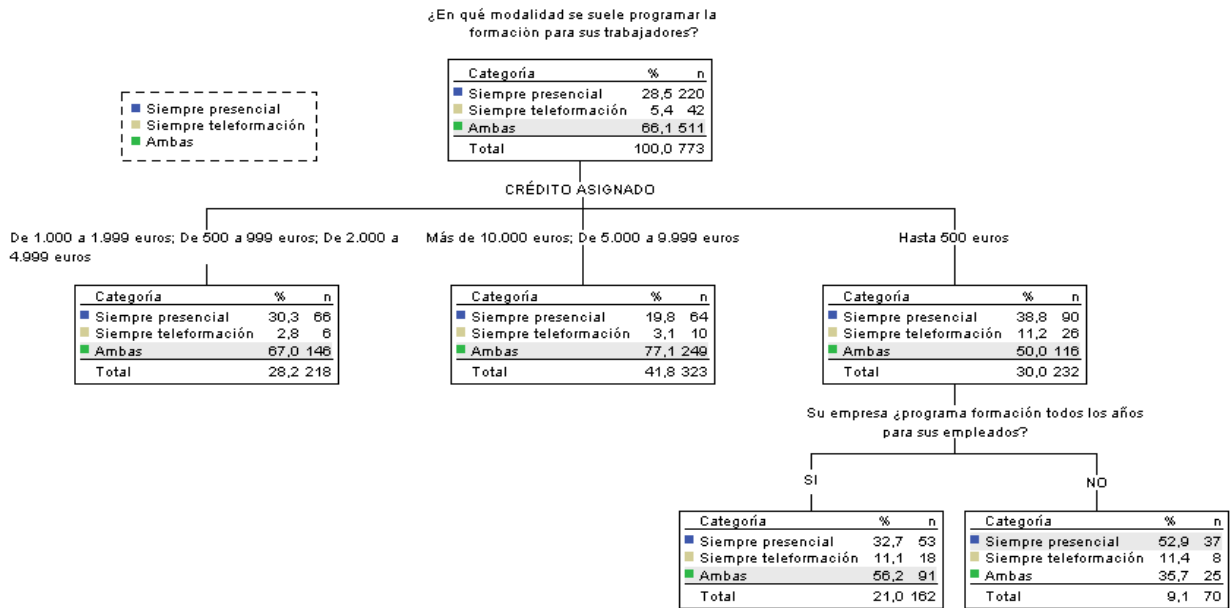 ¿En qué modalidad se suele programar la
formación para sus trabajadores?
Categoría % n
Siempre presencial 28,5 220
Siempre teleformación 5,4 42
Ambas 66,1 511
Total 100,0 773
Siempre presencial
Siempre teleformación
Ambas
CRÉDITO ASIGNADO
De 1.000 a 1.999 euros; De 500 a 999 euros; De 2.000 a
4.999 euros
Categoría % n
Siempre presencial 30,3 66
Siempre teleformación 2,8 6
Ambas 67,0 146
Total 28,2 218
Más de 10.000 euros; De 5.000 a 9.999 euros
Categoría % n
Siempre presencial 19,8 64
Siempre teleformación 3,1 10
Ambas 77,1 249
Total 41,8 323
Hasta 500 euros
Categoría % n
Siempre presencial 38,8 90
Siempre teleformación 11,2 26
Ambas 50,0 116
Total 30,0 232
Su empresa ¿programa formación todos los años
para sus empleados?
SI
Categoría % n
Siempre presencial 32,7 53
Siempre teleformación 11,1 18
Ambas 56,2 91
Total 21,0 162
NO
Categoría % n
Siempre presencial 52,9 37
Siempre teleformación 11,4 8
Ambas 35,7 25
Total 9,1 70